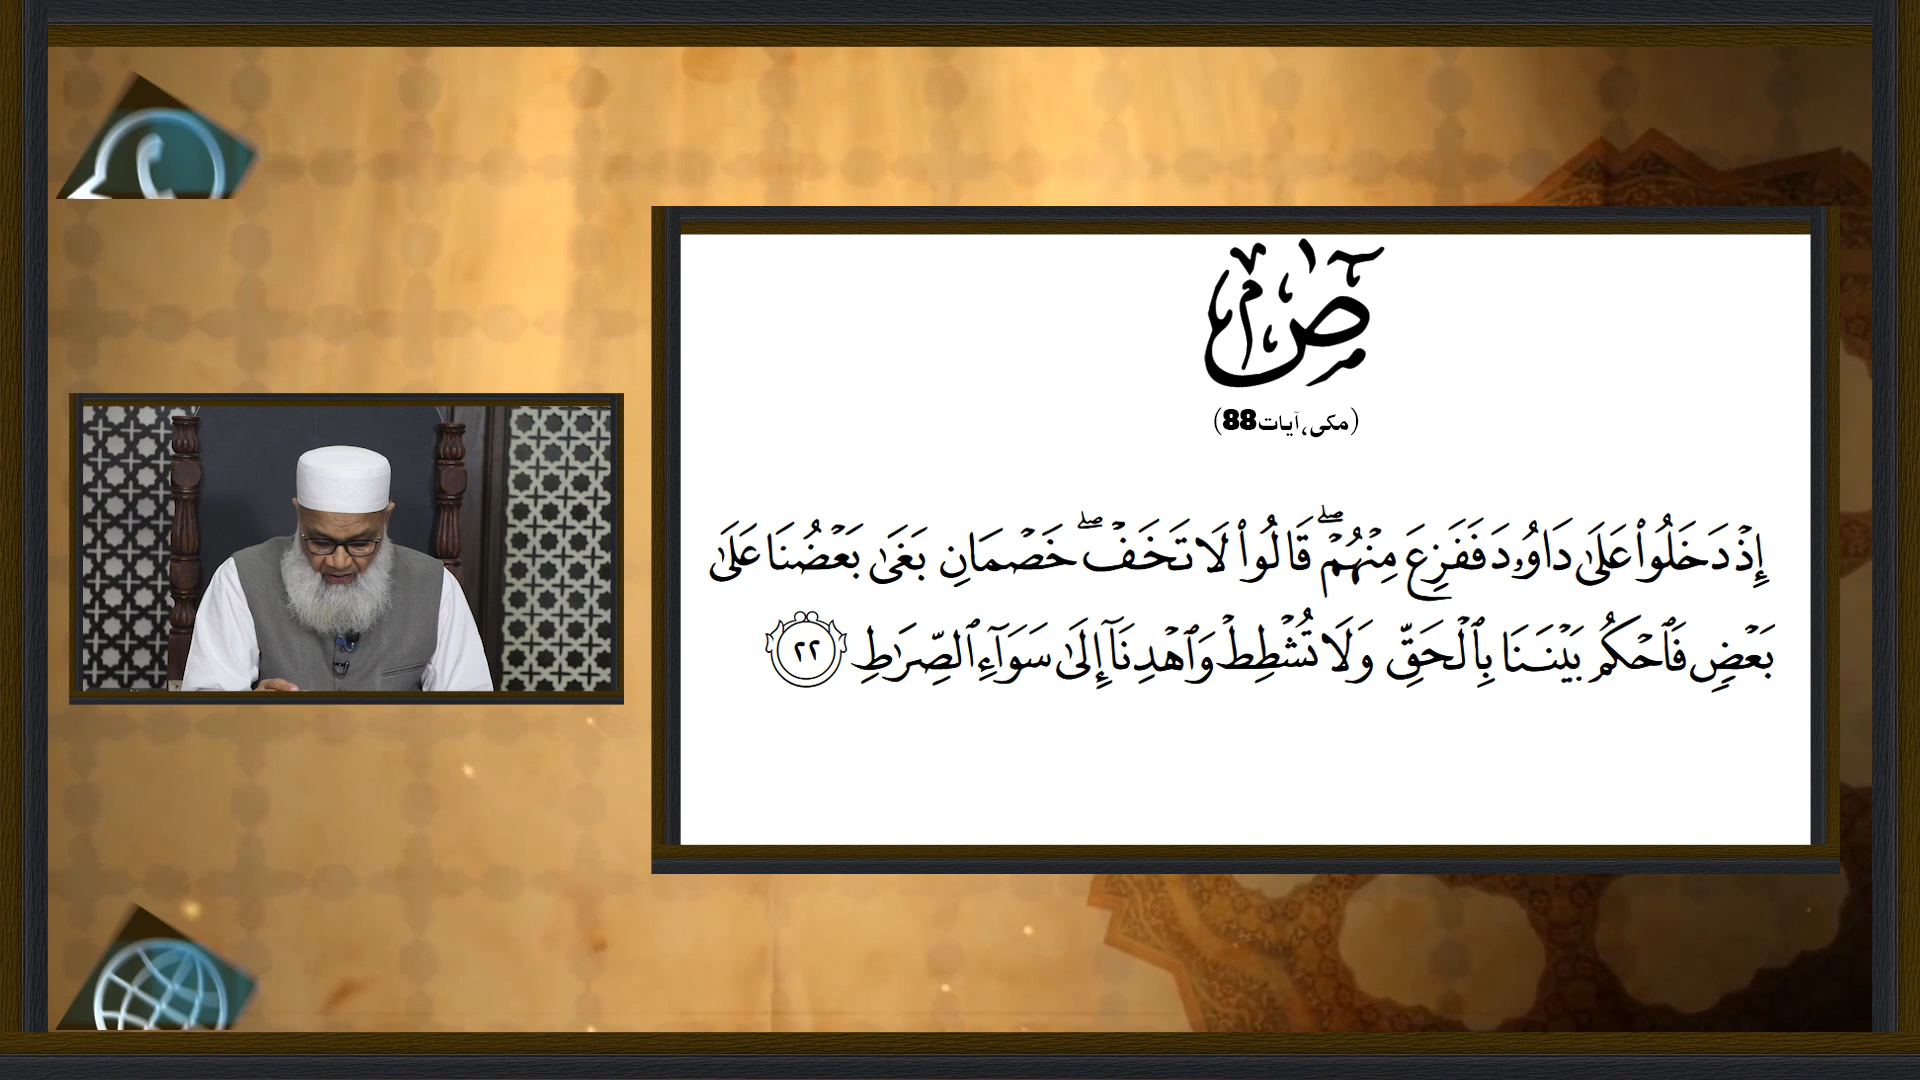 صٓ
(مکی، آیات 88)
إِذۡ دَخَلُواْ عَلَىٰ دَاوُۥدَ فَفَزِعَ مِنۡهُمۡۖ قَالُواْ لَا تَخَفۡۖ خَصۡمَانِ بَغَىٰ بَعۡضُنَا عَلَىٰ
بَعۡضٖ فَٱحۡكُم بَيۡنَنَا بِٱلۡحَقِّ وَلَا تُشۡطِطۡ وَٱهۡدِنَآ إِلَىٰ سَوَآءِ ٱلصِّرَٰطِ ٢٢